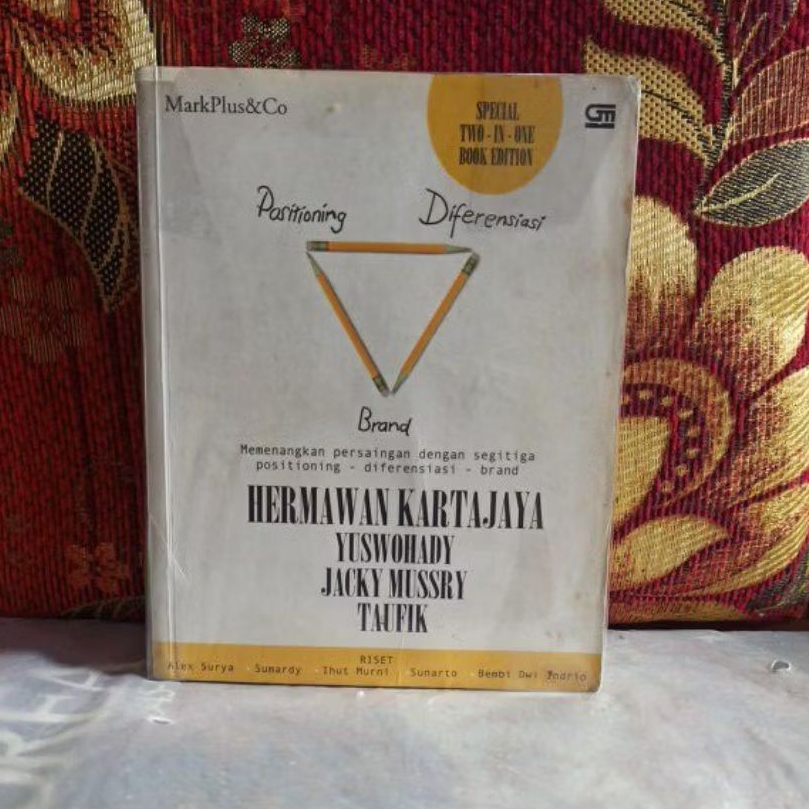 MarkPlus&Co
SPECIAL
TWO - IN - ONE
BOOK EDITION
GM
Positioning
Diferensiasi
Brand
Memenangkan persaingan dengan segitiga
positioning - diferensiasi - brand
HERMAWAN KARTAJAYA
YUSWOHADY
JACKY MUSSRY
TAUFIK
RISET
Alex Surya · Sumardy · Ihut Murni · Sunarto · Bembi Dwi Indrio